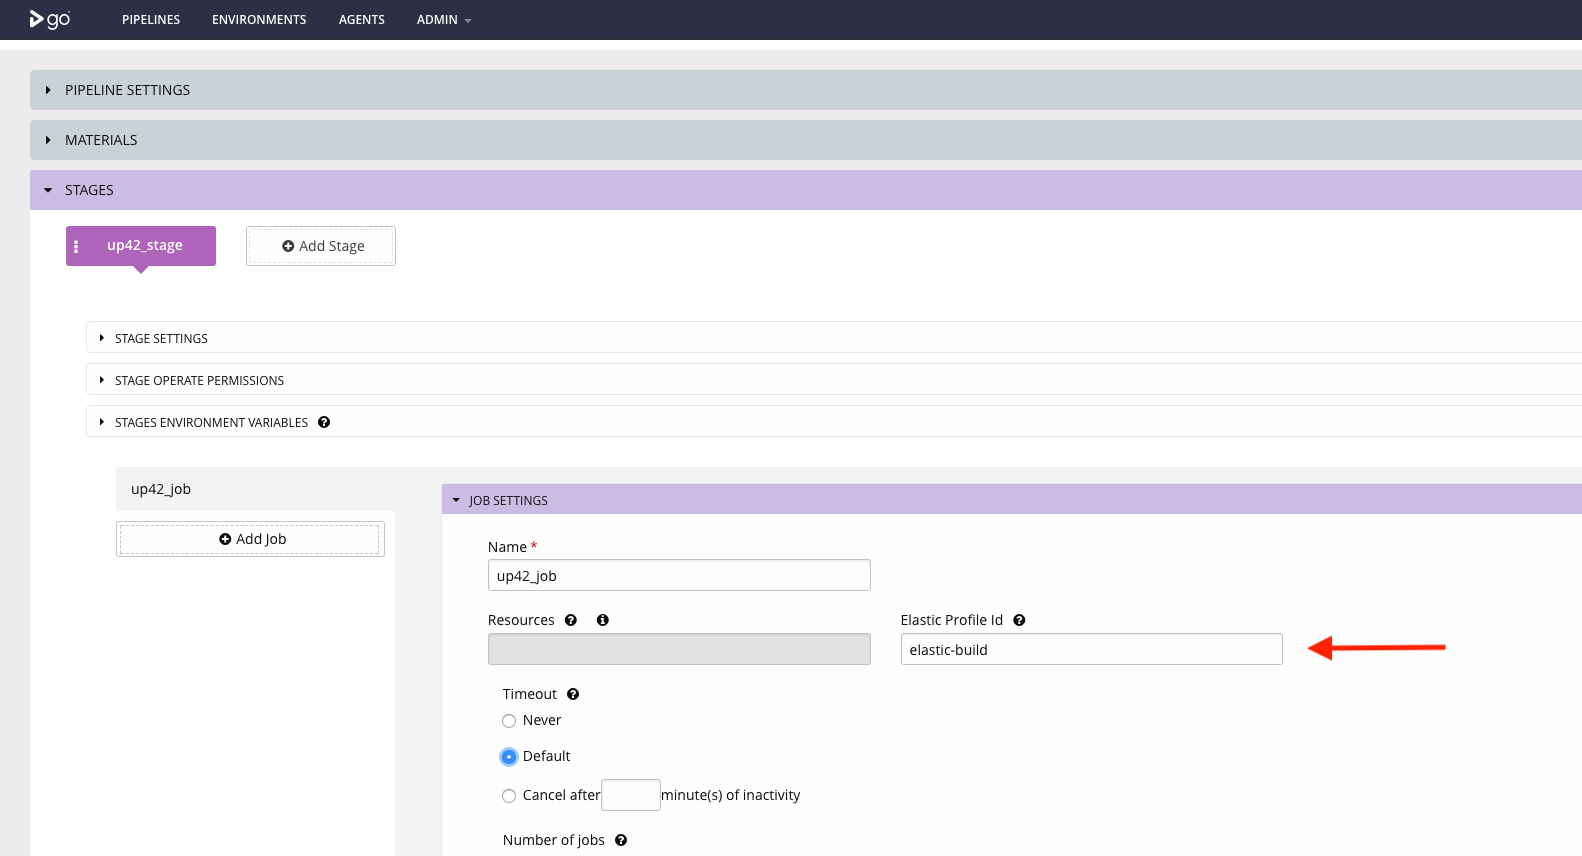 go PIPELINES ENVIRONMENTS AGENTS ADMIN
PIPELINE SETTINGS
MATERIALS
STAGES
up42_stage Add Stage
STAGE SETTINGS
STAGE OPERATE PERMISSIONS
STAGES ENVIRONMENT VARIABLES
up42_job
JOB SETTINGS
Add Job
Name *
up42_job
Resources Elastic Profile Id
elastic-build
Timeout
Never
Default
Cancel after minute(s) of inactivity
Number of jobs